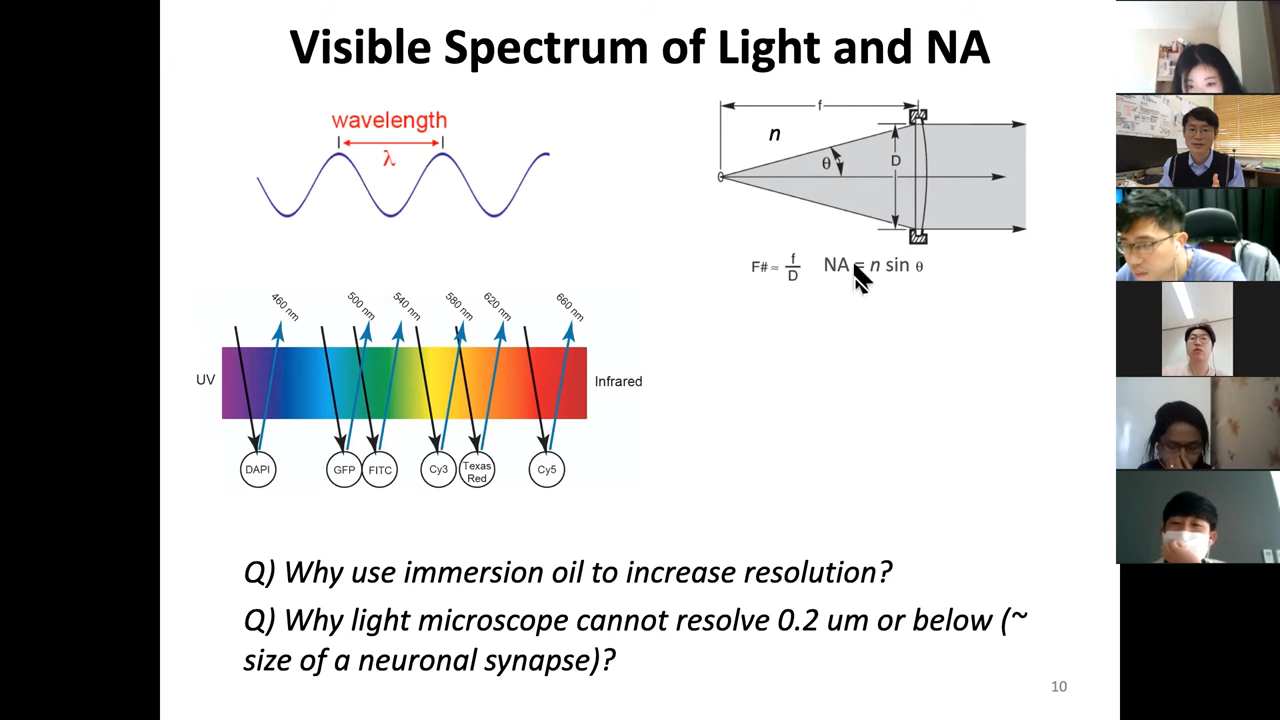 Visible Spectrum of Light and NA
wavelength
λ
f
n
θ
D
0
F# ≈ f/D
NA = n sin θ
460 nm
500 nm
540 nm
580 nm
620 nm
660 nm
UV
Infrared
DAPI
GFP
FITC
Cy3
Texas
Red
Cy5
Q) Why use immersion oil to increase resolution?
Q) Why light microscope cannot resolve 0.2 um or below (~
size of a neuronal synapse)?
10